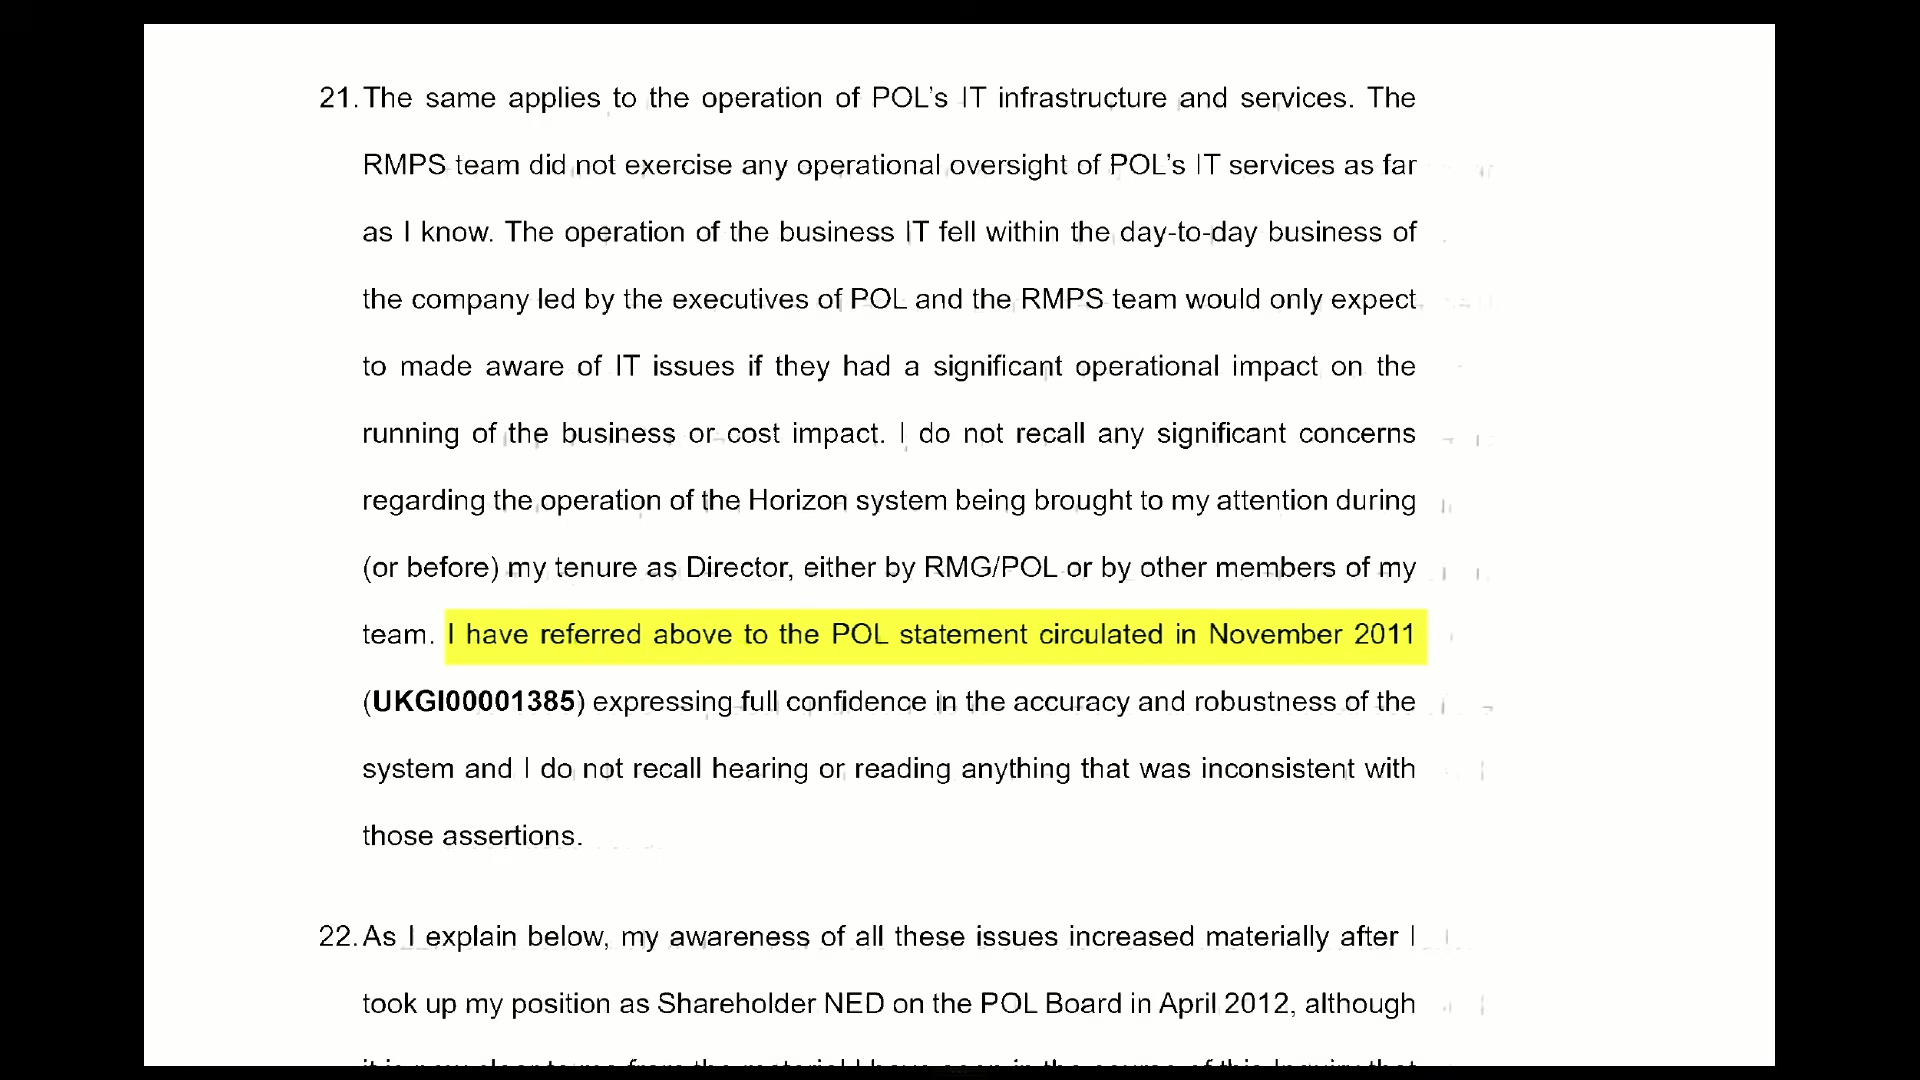 21. The same applies to the operation of POL's IT infrastructure and services. The
RMPS team did not exercise any operational oversight of POL's IT services as far
as I know. The operation of the business IT fell within the day-to-day business of
the company led by the executives of POL and the RMPS team would only expect
to made aware of IT issues if they had a significant operational impact on the
running of the business or cost impact. I do not recall any significant concerns
regarding the operation of the Horizon system being brought to my attention during
(or before) my tenure as Director, either by RMG/POL or by other members of my
team. I have referred above to the POL statement circulated in November 2011
(UKGI00001385) expressing full confidence in the accuracy and robustness of the
system and I do not recall hearing or reading anything that was inconsistent with
those assertions.
22. As I explain below, my awareness of all these issues increased materially after I
took up my position as Shareholder NED on the POL Board in April 2012, although